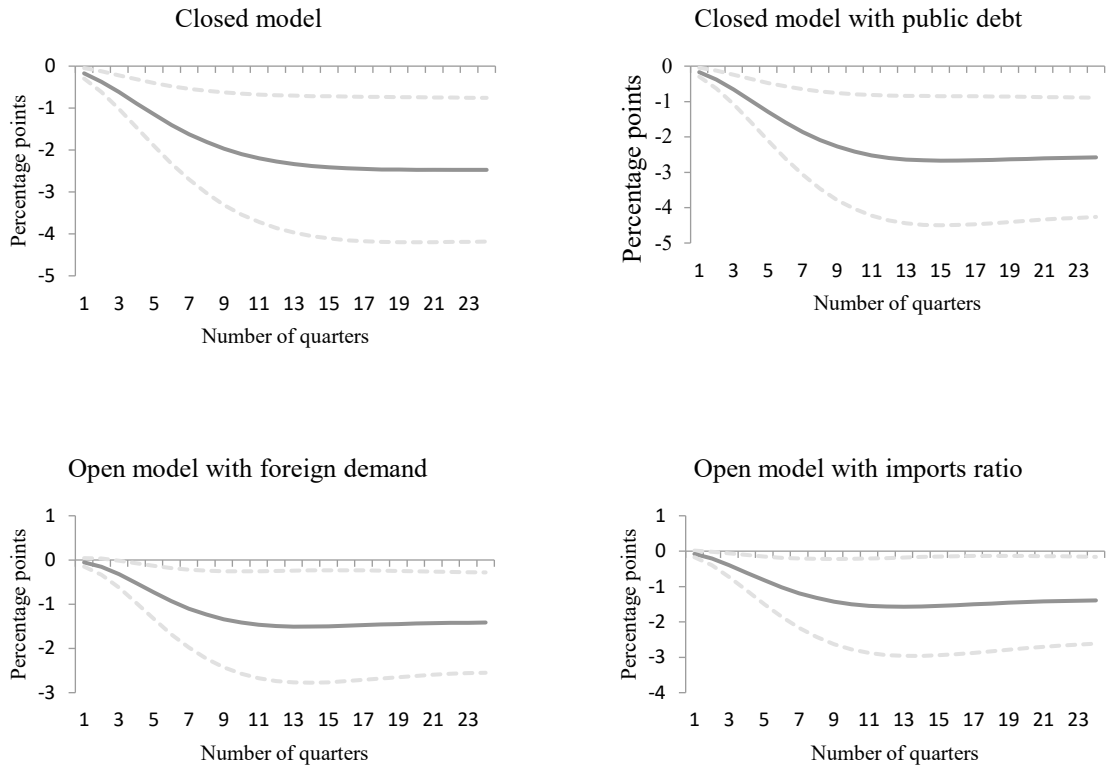 Closed model
Percentage points
0
-1
-2
-3
-4
-5
1 3 5 7 9 11 13 15 17 19 21 23
Number of quarters
Closed model with public debt
Percentage points
0
-1
-2
-3
-4
-5
1 3 5 7 9 11 13 15 17 19 21 23
Number of quarters
Open model with foreign demand
Percentage points
1
0
-1
-2
-3
1 3 5 7 9 11 13 15 17 19 21 23
Number of quarters
Open model with imports ratio
Percentage points
1
0
-1
-2
-3
-4
1 3 5 7 9 11 13 15 17 19 21 23
Number of quarters